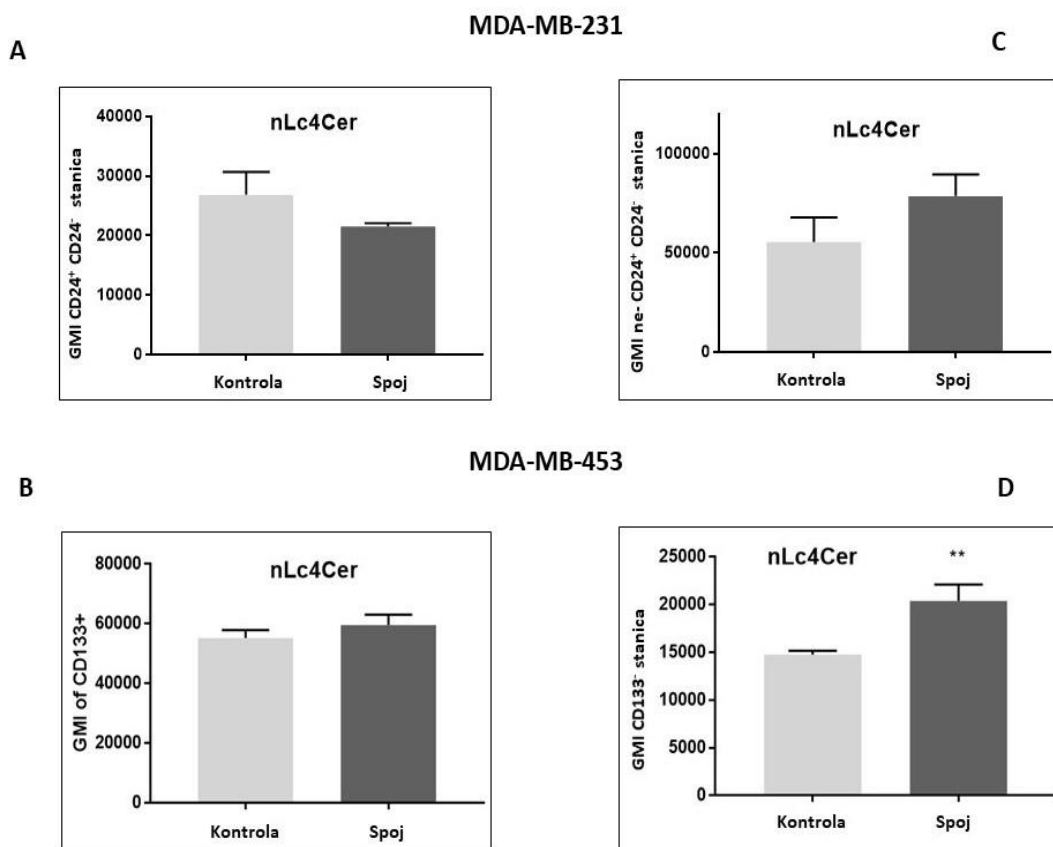 MDA-MB-231
A
C
nLc4Cer
GMI CD24⁺ CD24⁻ stanica
40000
30000
20000
10000
0
Kontrola
Spoj
nLc4Cer
GMI ne- CD24⁺ CD24⁻ stanica
100000
50000
0
Kontrola
Spoj
MDA-MB-453
B
D
nLc4Cer
GMI of CD133+
80000
60000
40000
20000
0
Kontrola
Spoj
nLc4Cer
**
GMI CD133⁻ stanica
25000
20000
15000
10000
5000
0
Kontrola
Spoj